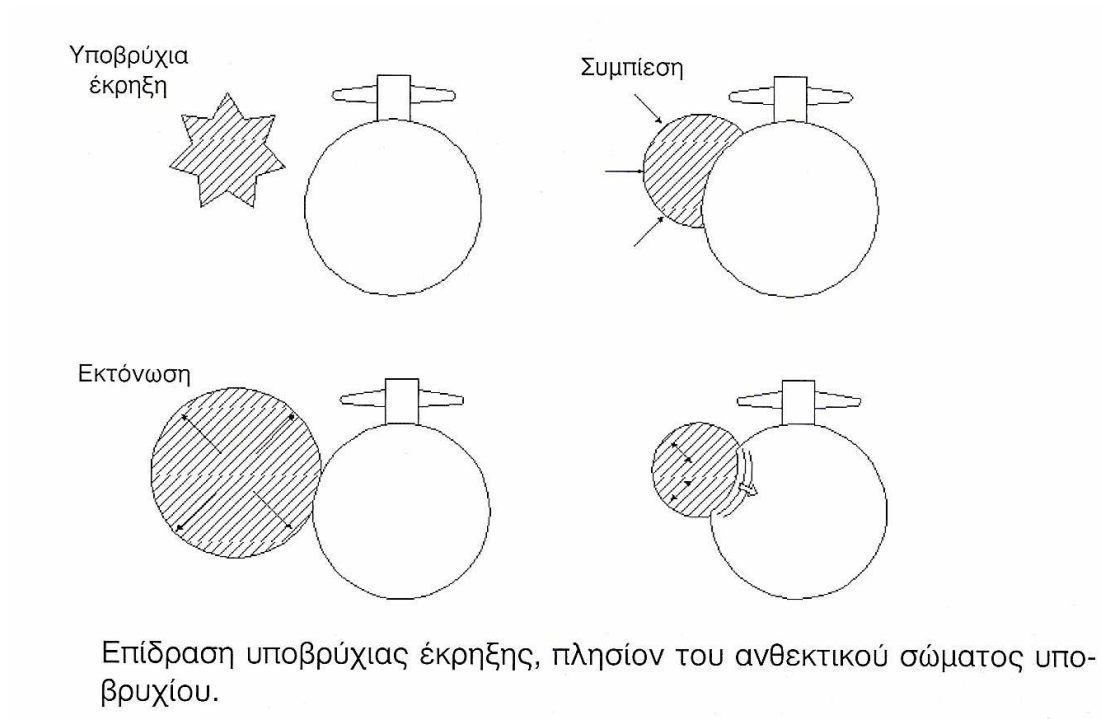 Υποβρύχια
έκρηξη
Συμπίεση
Εκτόνωση
Επίδραση υποβρύχιας έκρηξης, πλησίον του ανθεκτικού σώματος υπο-
βρυχίου.